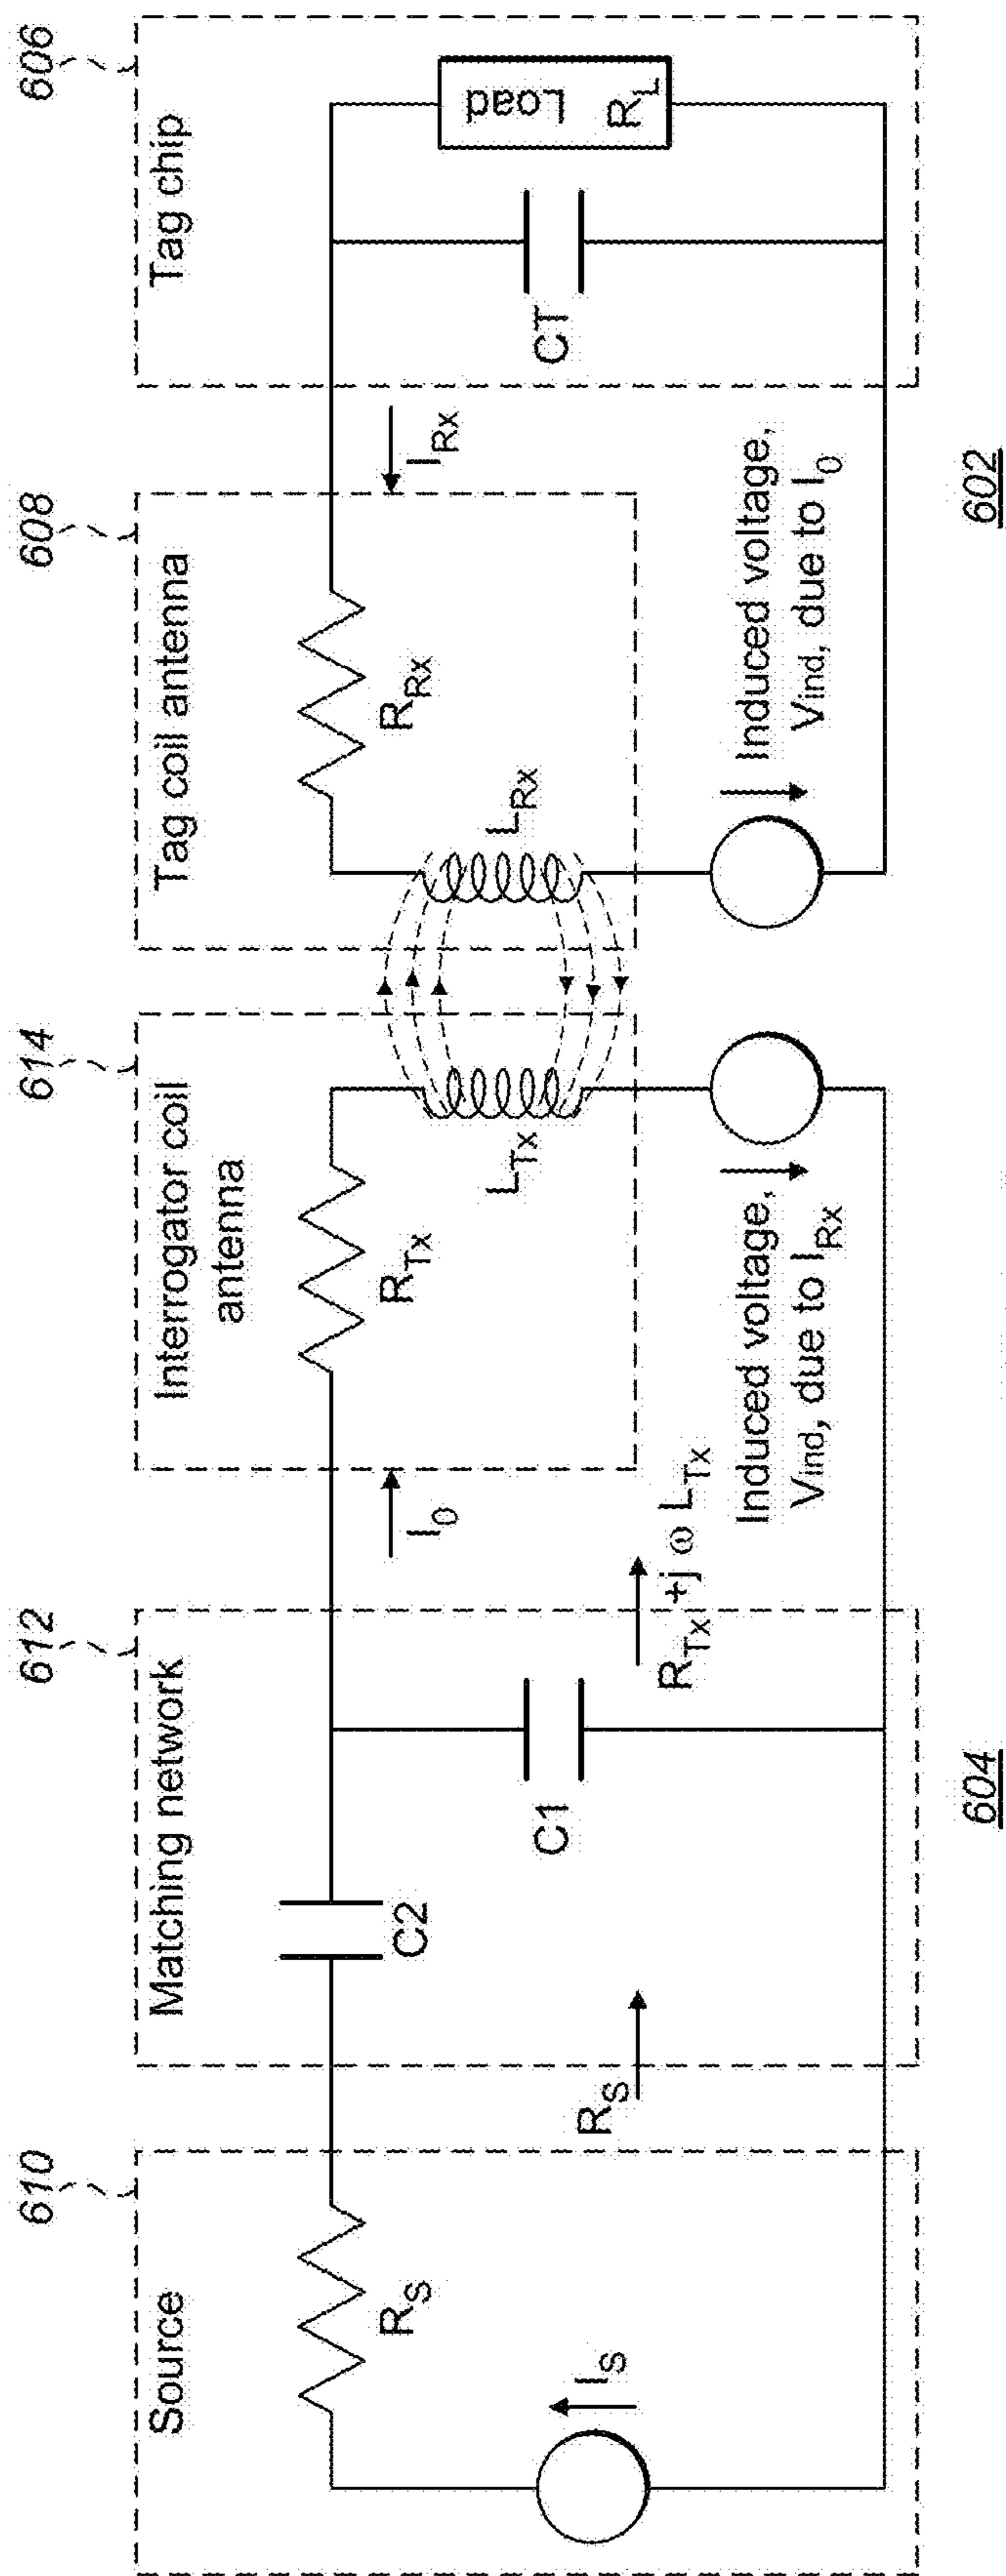 610
Source
R_S
I_S
R_S
612
Matching network
C2
C1
R_Tx +j ω L_Tx
604
I_0
614
Interrogator coil
antenna
R_Tx
L_Tx
Induced voltage,
Vind, due to I_Rx
608
Tag coil antenna
R_Rx
L_Rx
I_Rx
Induced voltage,
Vind, due to I_0
602
606
Tag chip
CT
Load
R_L